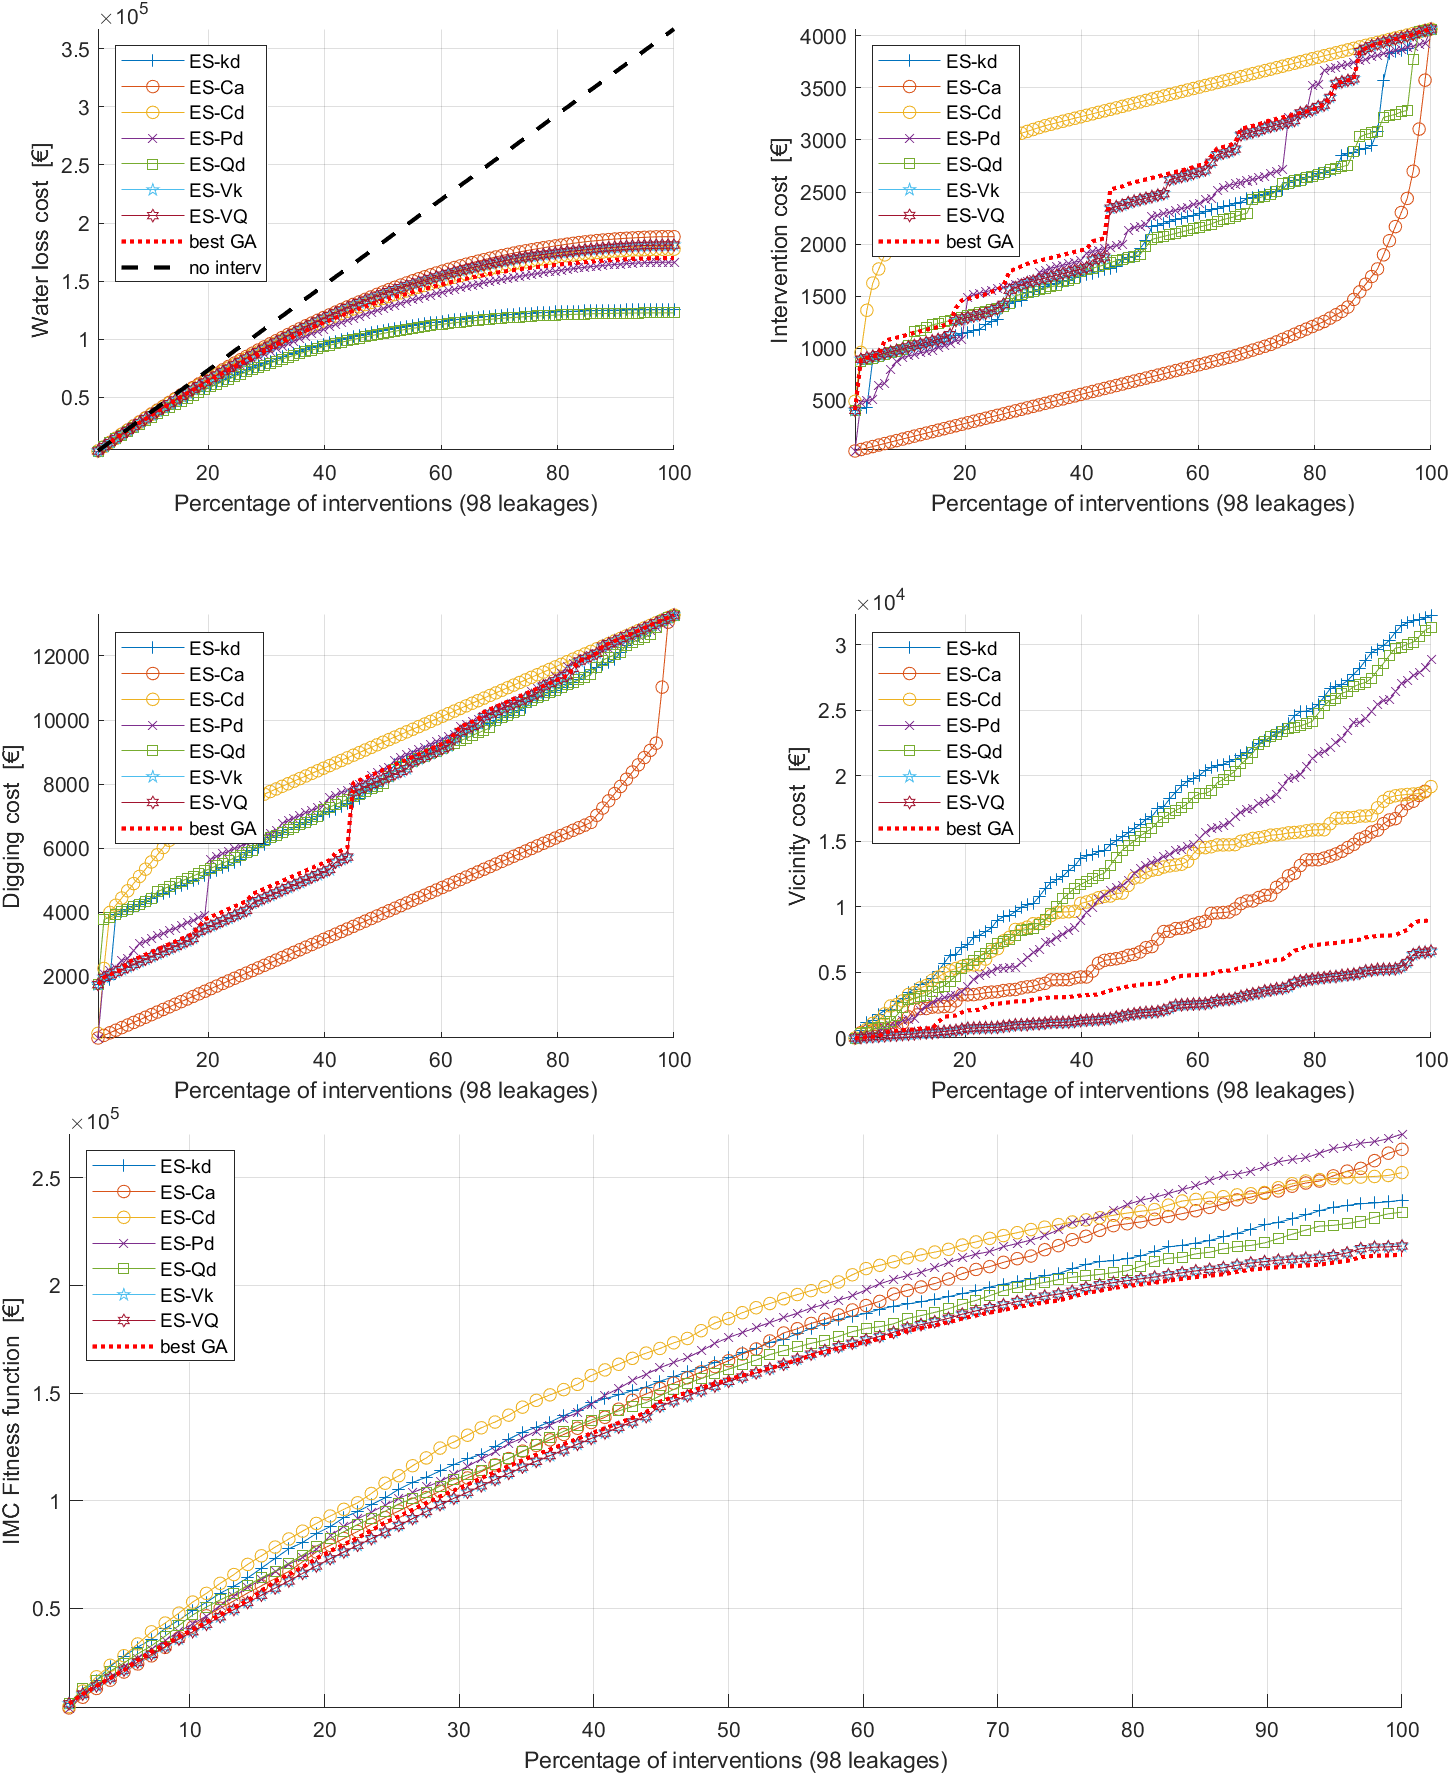 ×10^5
3.5
3
2.5
2
1.5
1
0.5
20 40 60 80 100
Water loss cost [€]
Percentage of interventions (98 leakages)
ES-kd
ES-Ca
ES-Cd
ES-Pd
ES-Qd
ES-Vk
ES-VQ
best GA
no interv
4000
3500
3000
2500
2000
1500
1000
500
20 40 60 80 100
Intervention cost [€]
Percentage of interventions (98 leakages)
ES-kd
ES-Ca
ES-Cd
ES-Pd
ES-Qd
ES-Vk
ES-VQ
best GA
12000
10000
8000
6000
4000
2000
20 40 60 80 100
Digging cost [€]
Percentage of interventions (98 leakages)
ES-kd
ES-Ca
ES-Cd
ES-Pd
ES-Qd
ES-Vk
ES-VQ
best GA
×10^4
3
2.5
2
1.5
1
0.5
0
20 40 60 80 100
Vicinity cost [€]
Percentage of interventions (98 leakages)
ES-kd
ES-Ca
ES-Cd
ES-Pd
ES-Qd
ES-Vk
ES-VQ
best GA
×10^5
2.5
2
1.5
1
0.5
10 20 30 40 50 60 70 80 90 100
IMC Fitness function [€]
Percentage of interventions (98 leakages)
ES-kd
ES-Ca
ES-Cd
ES-Pd
ES-Qd
ES-Vk
ES-VQ
best GA